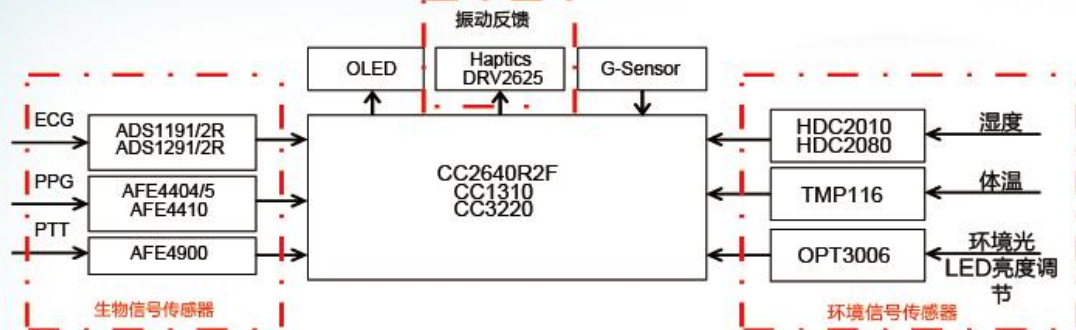 振动反馈
OLED
Haptics
DRV2625
G-Sensor
ECG
ADS1191/2R
ADS1291/2R
PPG
AFE4404/5
AFE4410
PTT
AFE4900
生物信号传感器
CC2640R2F
CC1310
CC3220
HDC2010
HDC2080
湿度
TMP116
体温
OPT3006
环境光
LED亮度调
节
环境信号传感器